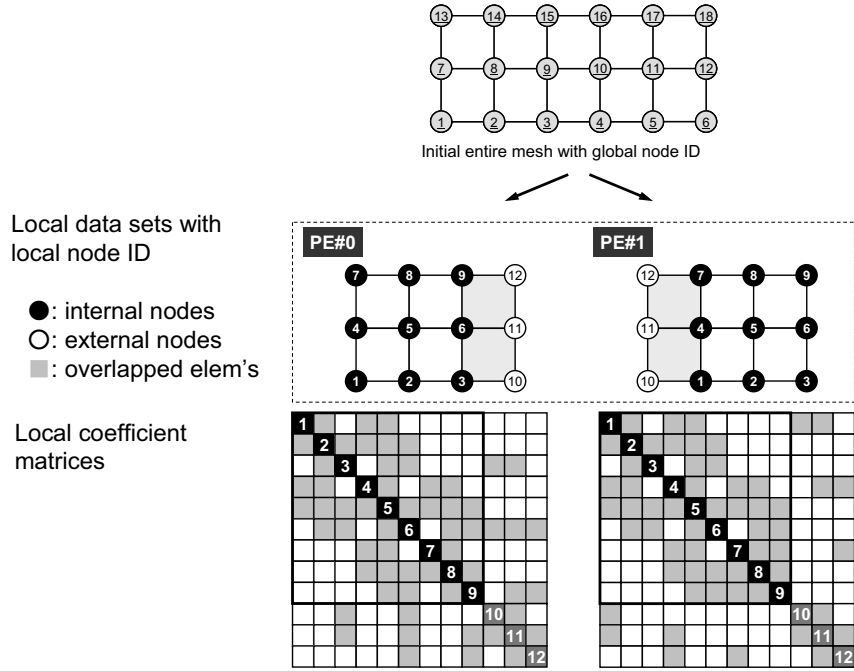 13 14 15 16 17 18
7 8 9 10 11 12
1 2 3 4 5 6
Initial entire mesh with global node ID
Local data sets with
local node ID
●: internal nodes
○: external nodes
■: overlapped elem's
PE#0
7 8 9 12
4 5 6 11
1 2 3 10
PE#1
12 7 8 9
11 4 5 6
10 1 2 3
Local coefficient
matrices
1
2
3
4
5
6
7
8
9
10
11
12
1
2
3
4
5
6
7
8
9
10
11
12